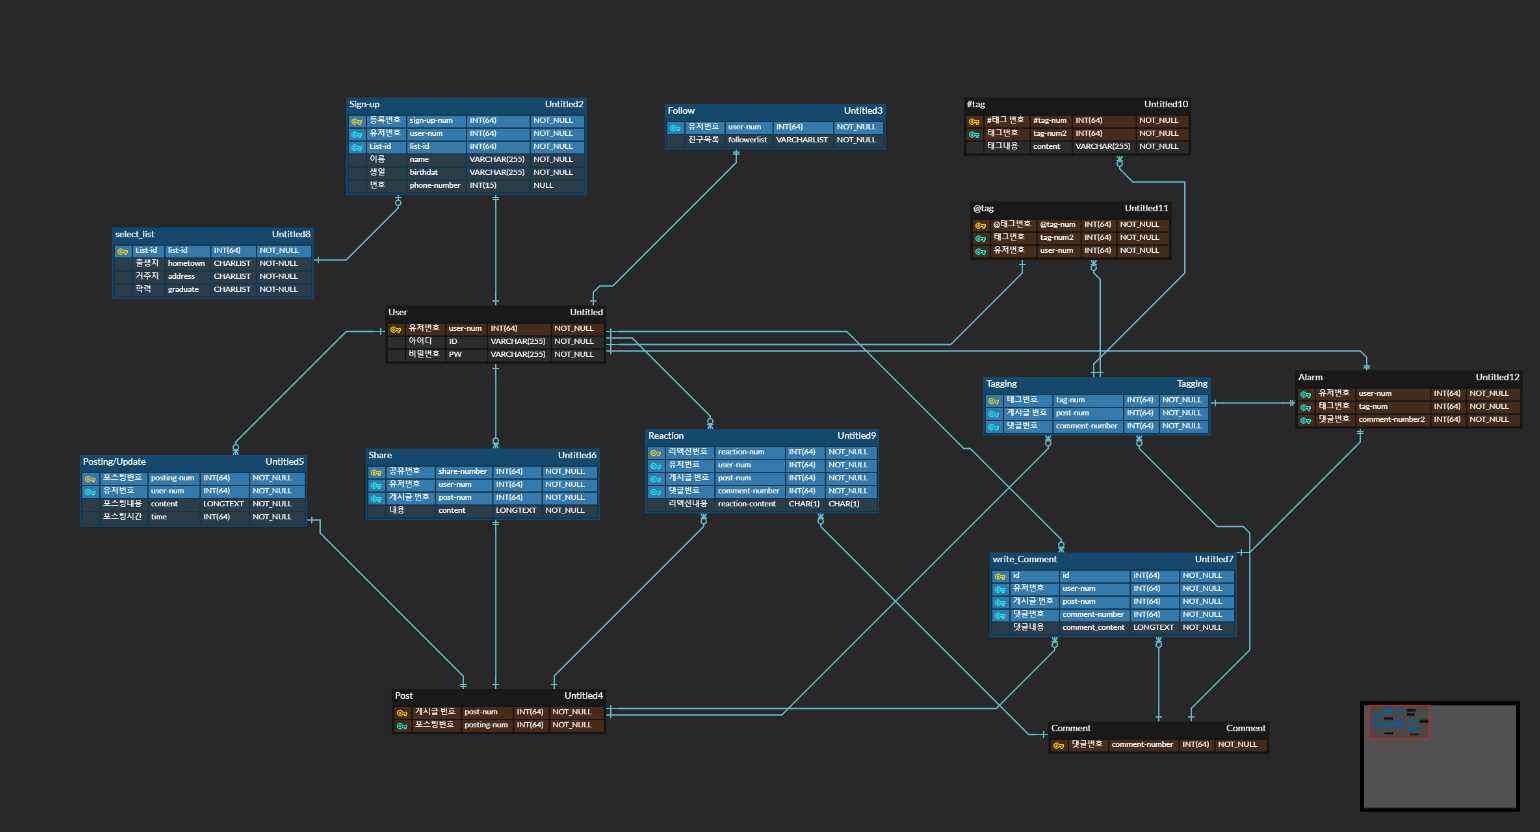 Sign-up Untitled2
등록번호 sign-up-num INT(64) NOT_NULL
유저번호 user-num INT(64) NOT_NULL
List-id list-id INT(64) NOT_NULL
이름 name VARCHAR(255) NOT_NULL
생일 birthdat VARCHAR(255) NOT_NULL
번호 phone-number INT(15) NULL
Follow Untitled3
유저번호 user-num INT(64) NOT_NULL
친구목록 followerlist VARCHARLIST NOT_NULL
#tag Untitled10
#태그 번호 #tag-num INT(64) NOT_NULL
태그번호 tag-num2 INT(64) NOT_NULL
태그내용 content VARCHAR(255) NOT_NULL
@tag Untitled11
@태그번호 @tag-num INT(64) NOT_NULL
태그번호 tag-num2 INT(64) NOT_NULL
유저번호 user-num INT(64) NOT_NULL
select_list Untitled8
List-id list-id INT(64) NOT_NULL
출생지 hometown CHARLIST NOT-NULL
거주지 address CHARLIST NOT-NULL
학력 graduate CHARLIST NOT-NULL
User Untitled
유저번호 user-num INT(64) NOT_NULL
아이디 ID VARCHAR(255) NOT_NULL
비밀번호 PW VARCHAR(255) NOT_NULL
Tagging Tagging
태그번호 tag-num INT(64) NOT_NULL
게시글 번호 post-num INT(64) NOT_NULL
댓글번호 comment-number INT(64) NOT_NULL
Alarm Untitled12
유저번호 user-num INT(64) NOT_NULL
태그번호 tag-num INT(64) NOT_NULL
댓글번호 comment-number2 INT(64) NOT_NULL
Posting/Update Untitled5
포스팅번호 posting-num INT(64) NOT_NULL
유저번호 user-num INT(64) NOT_NULL
포스팅내용 content LONGTEXT NOT_NULL
포스팅시간 time INT(64) NOT_NULL
Share Untitled6
공유번호 share-number INT(64) NOT_NULL
유저번호 user-num INT(64) NOT_NULL
게시글 번호 post-num INT(64) NOT_NULL
내용 content LONGTEXT NOT_NULL
Reaction Untitled9
리액션번호 reaction-num INT(64) NOT_NULL
유저번호 user-num INT(64) NOT_NULL
게시글 번호 post-num INT(64) NOT_NULL
댓글번호 comment-number INT(64) NOT_NULL
리액션내용 reaction-content CHAR(1) CHAR(1)
write_Comment Untitled7
id id iNT(64) NOT_NULL
유저번호 user-num INT(64) NOT_NULL
게시글 번호 post-num INT(64) NOT_NULL
댓글번호 comment-number INT(64) NOT_NULL
댓글내용 comment_content LONGTEXT NOT_NULL
Post Untitled4
게시글 번호 post-num INT(64) NOT_NULL
포스팅번호 posting-num INT(64) NOT_NULL
Comment Comment
댓글번호 comment-number INT(64) NOT_NULL